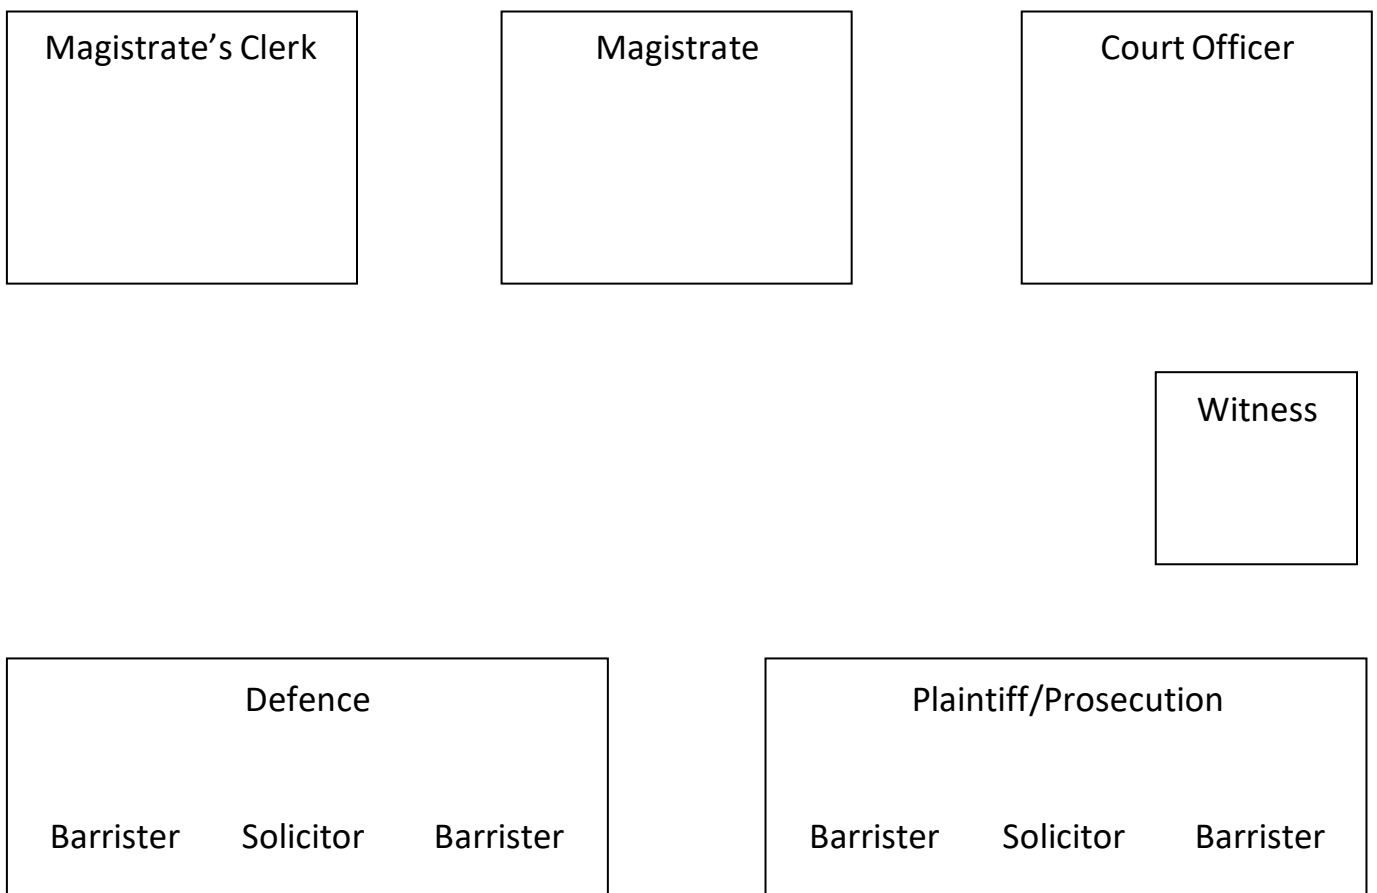 Magistrate’s Clerk
Magistrate
Court Officer
Witness
Defence
Barrister Solicitor Barrister
Plaintiff/Prosecution
Barrister Solicitor Barrister